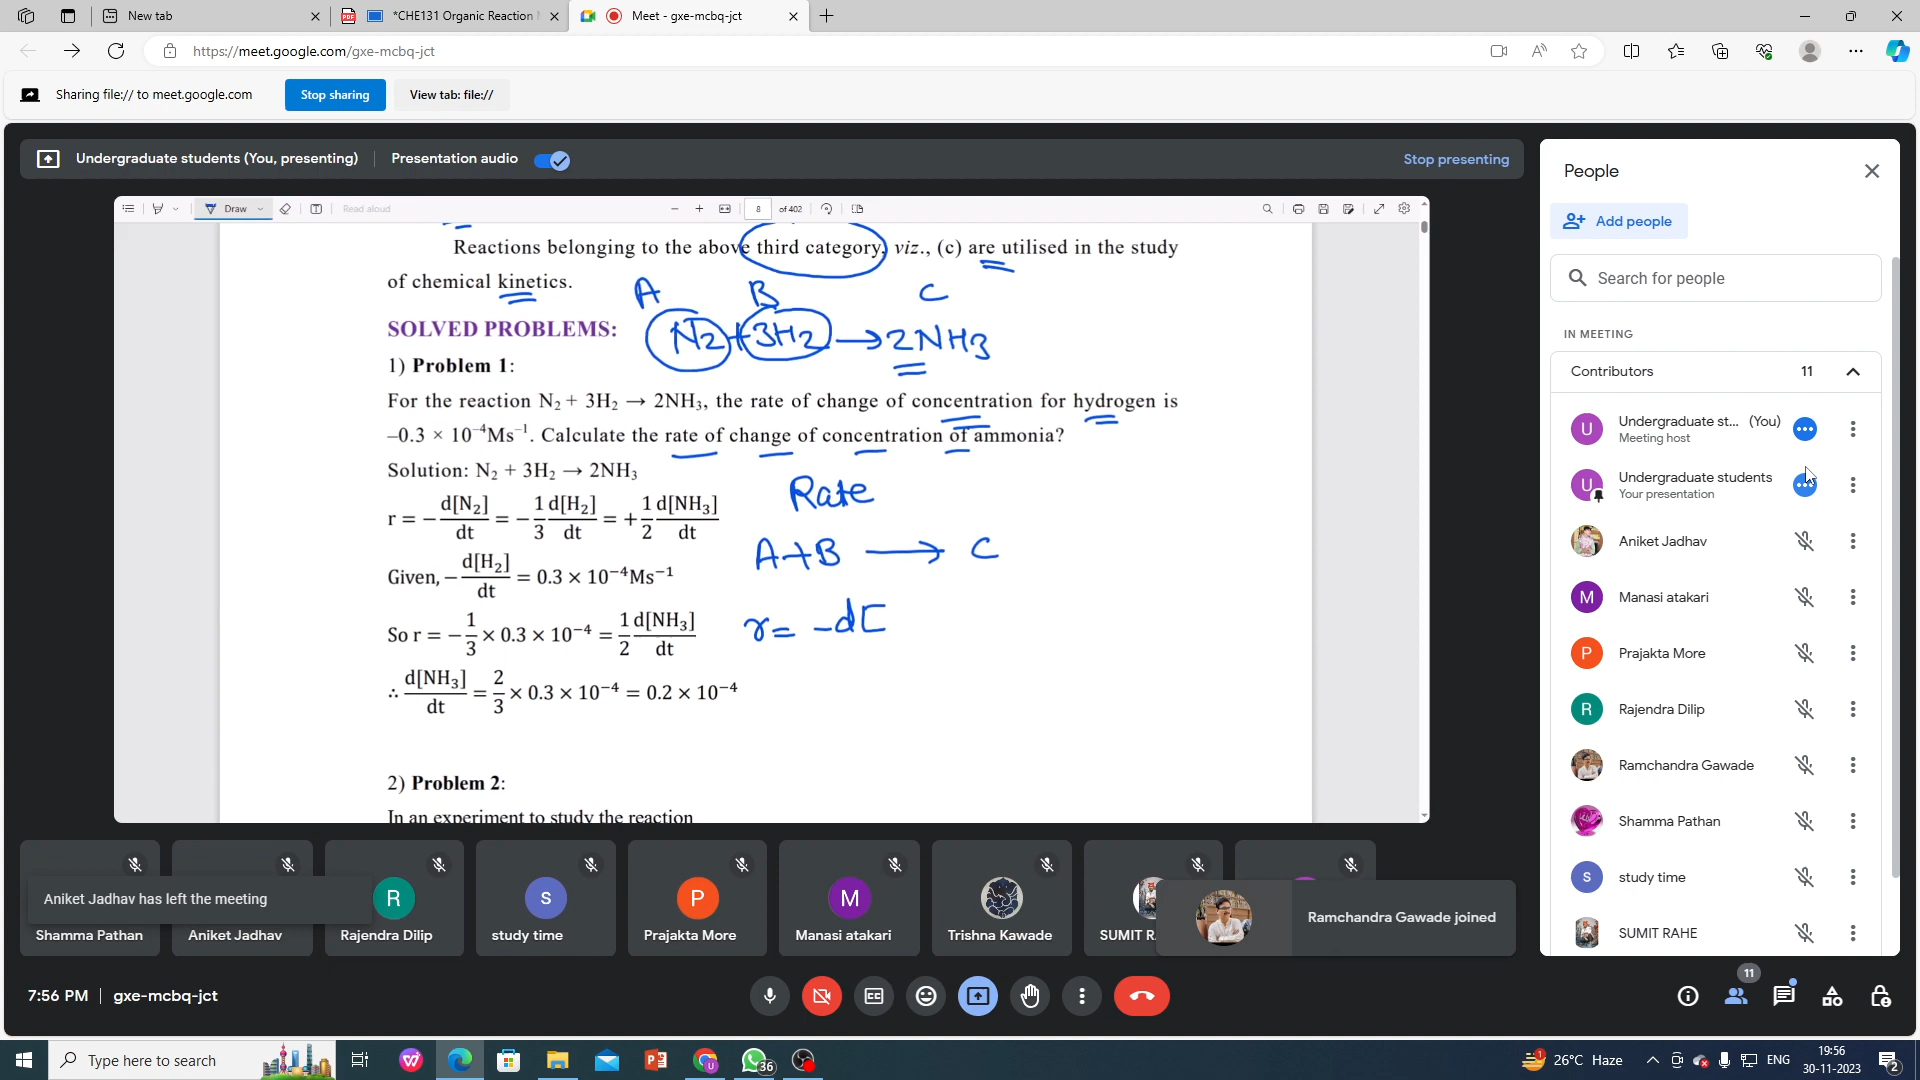 New tab
*CHE131 Organic Reaction
Meet - gxe-mcbq-jct
https://meet.google.com/gxe-mcbq-jct
Sharing file:// to meet.google.com
Stop sharing
View tab: file://
Undergraduate students (You, presenting)
Presentation audio
Stop presenting
Draw
Read aloud
8 of 402
Reactions belonging to the above third category, viz., (c) are utilised in the study
of chemical kinetics.
A B C
SOLVED PROBLEMS:
N2 + 3H2 → 2NH3
1) Problem 1:
For the reaction N₂ + 3H₂ → 2NH₃, the rate of change of concentration for hydrogen is
–0.3 × 10⁻⁴Ms⁻¹. Calculate the rate of change of concentration of ammonia?
Solution: N₂ + 3H₂ → 2NH₃
Rate
r = − d[N₂]/dt = − 1/3 d[H₂]/dt = + 1/2 d[NH₃]/dt
A+B → C
Given, − d[H₂]/dt = 0.3 × 10⁻⁴Ms⁻¹
r = -d[
So r = − 1/3 × 0.3 × 10⁻⁴ = 1/2 d[NH₃]/dt
∴ d[NH₃]/dt = 2/3 × 0.3 × 10⁻⁴ = 0.2 × 10⁻⁴
2) Problem 2:
In an experiment to study the reaction
People
Add people
Search for people
IN MEETING
Contributors 11
U
Undergraduate st... (You)
Meeting host
U
Undergraduate students
Your presentation
Aniket Jadhav
M Manasi atakari
P Prajakta More
R Rajendra Dilip
Ramchandra Gawade
Shamma Pathan
S study time
SUMIT RAHE
Aniket Jadhav has left the meeting
R
S
P
M
Ramchandra Gawade joined
Shamma Pathan
Aniket Jadhav
Rajendra Dilip
study time
Prajakta More
Manasi atakari
Trishna Kawade
SUMIT R
7:56 PM | gxe-mcbq-jct
11
Type here to search
U
36
1
26°C Haze
ENG
19:56
30-11-2023
2